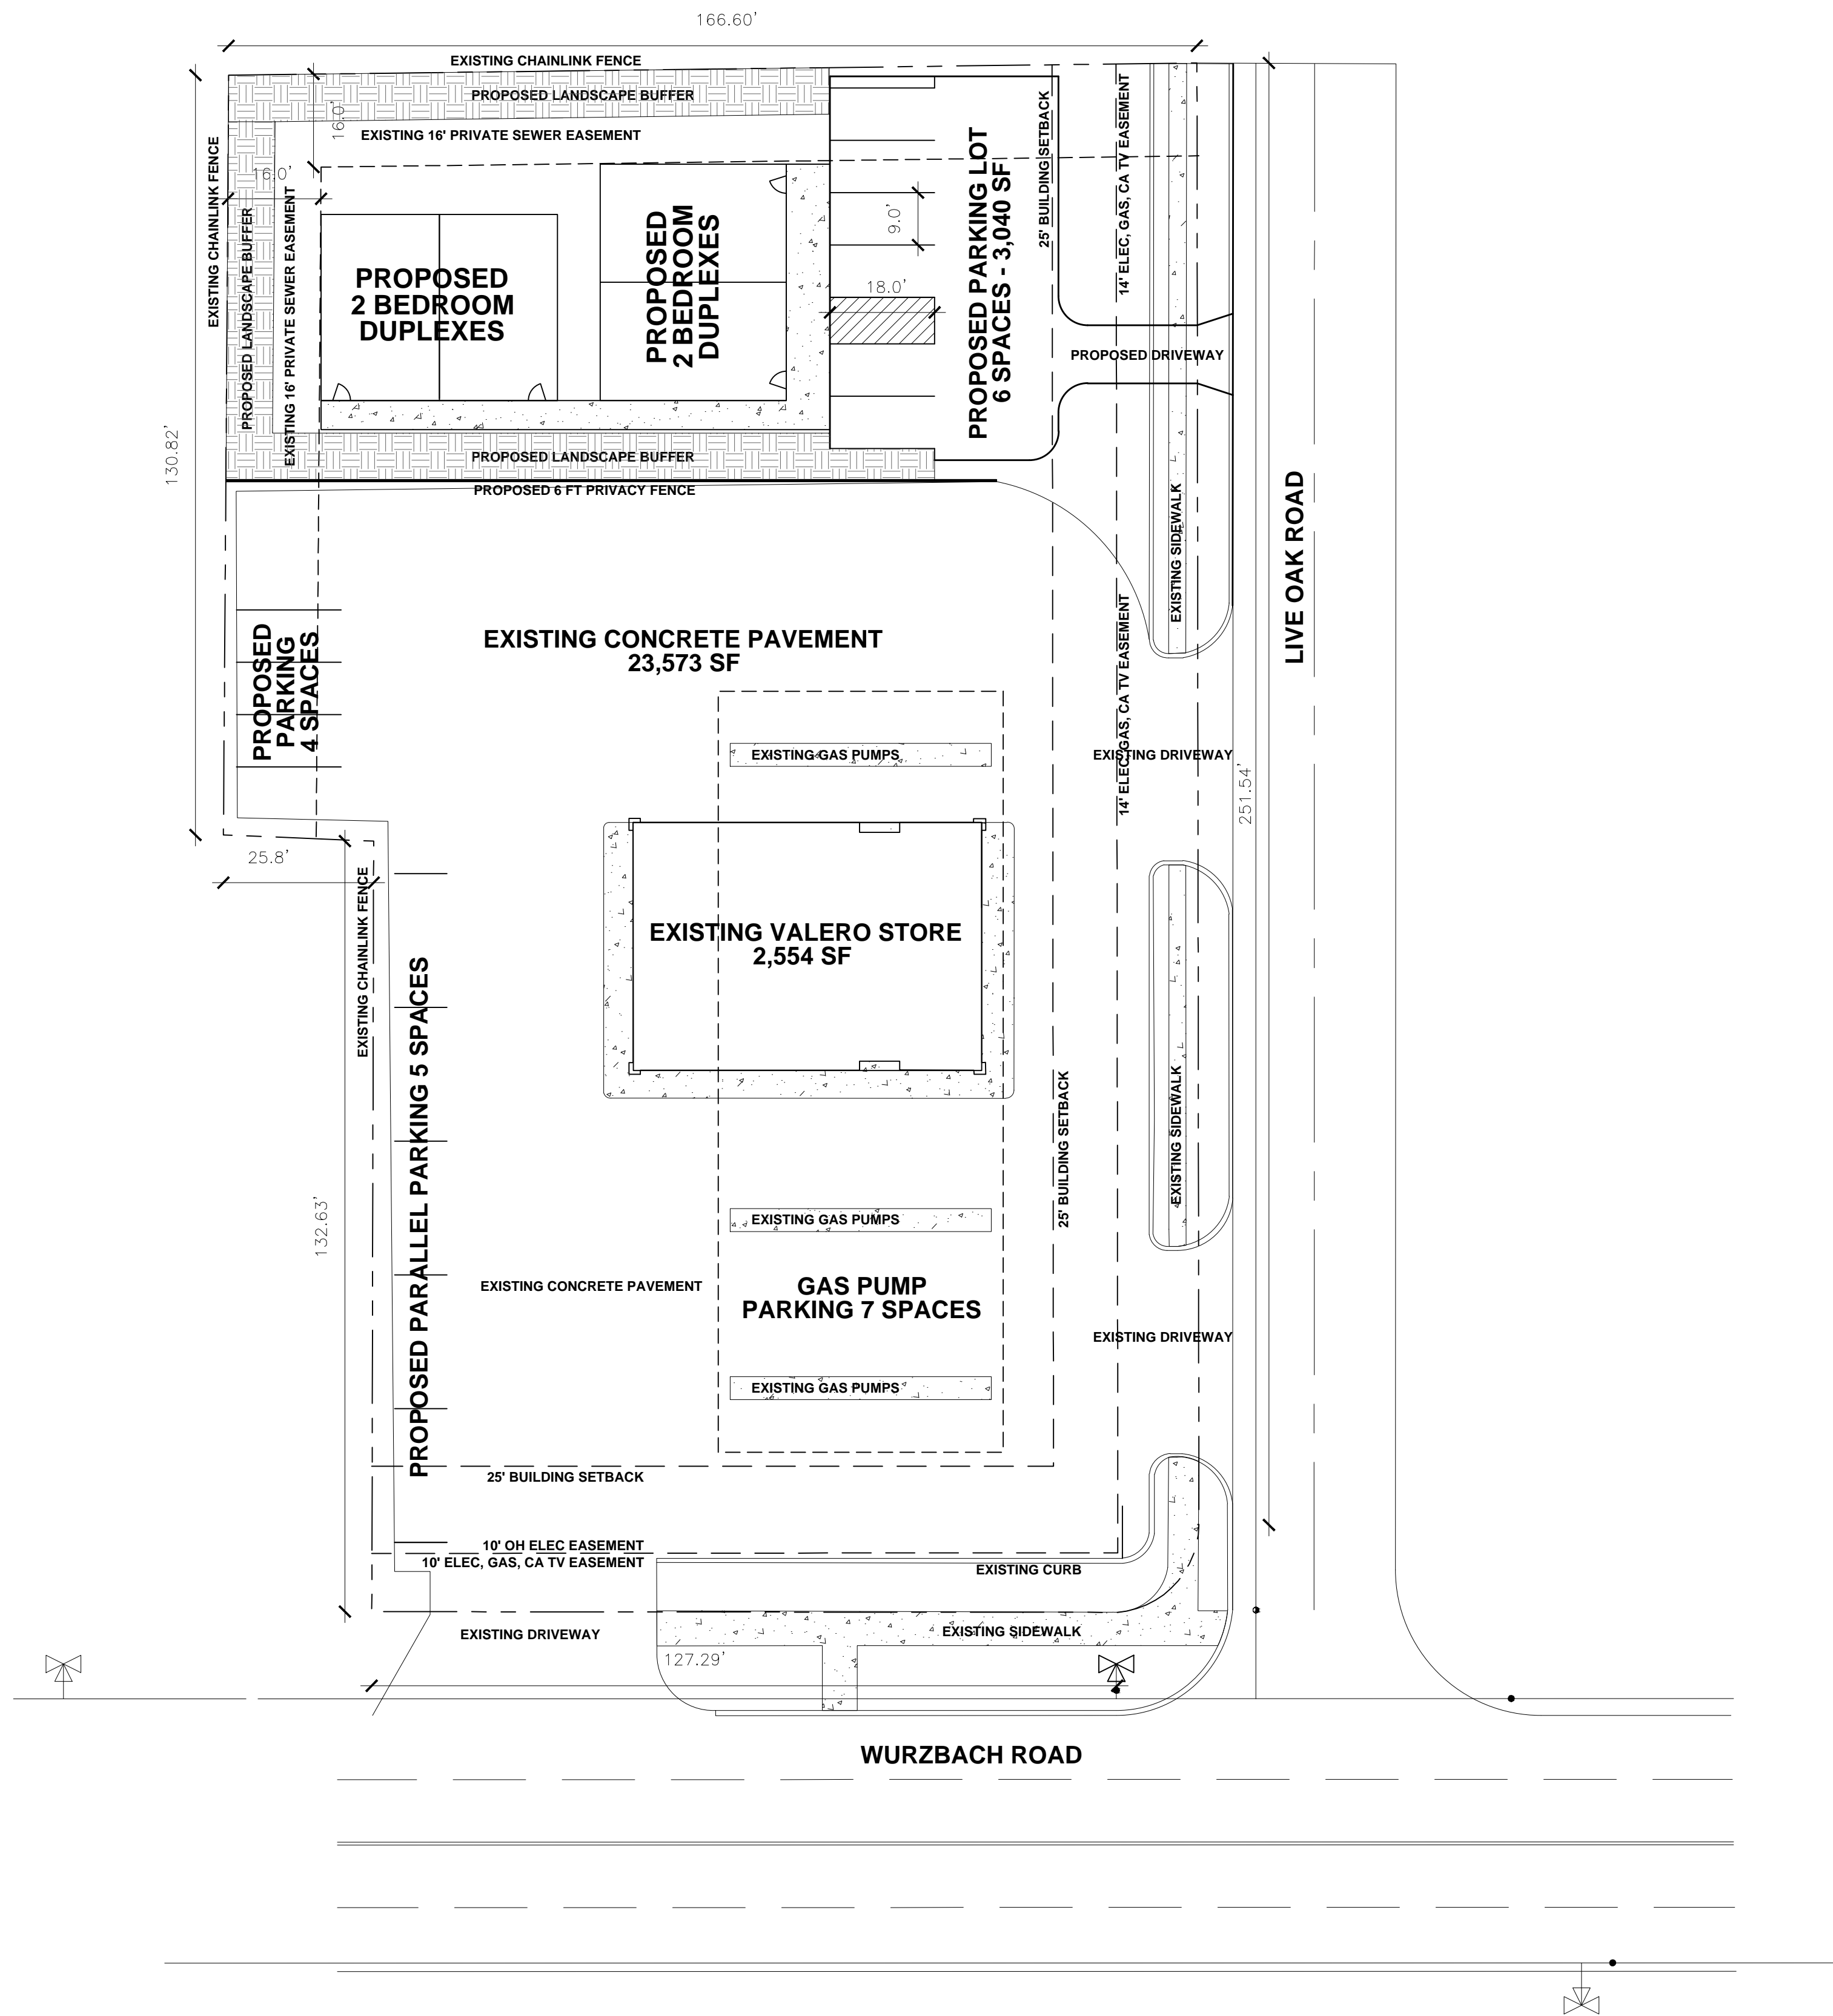 166.60'
EXISTING CHAINLINK FENCE
PROPOSED LANDSCAPE BUFFER
16.0'
EXISTING 16' PRIVATE SEWER EASEMENT
EXISTING CHAINLINK FENCE
16.0'
PROPOSED LANDSCAPE BUFFER
EXISTING 16' PRIVATE SEWER EASEMENT
PROPOSED
2 BEDROOM
DUPLEXES
PROPOSED
2 BEDROOM
DUPLEXES
9.0'
18.0'
PROPOSED PARKING LOT
6 SPACES - 3,040 SF
25' BUILDING SETBACK
14' ELEC, GAS, CA TV EASEMENT
PROPOSED DRIVEWAY
130.82'
PROPOSED LANDSCAPE BUFFER
PROPOSED 6 FT PRIVACY FENCE
EXISTING SIDEWALK
LIVE OAK ROAD
PROPOSED
PARKING
4 SPACES
EXISTING CONCRETE PAVEMENT
23,573 SF
14' ELEC, GAS, CA TV EASEMENT
EXISTING GAS PUMPS
EXISTING DRIVEWAY
251.54'
25.8'
EXISTING CHAINLINK FENCE
EXISTING VALERO STORE
2,554 SF
PROPOSED PARALLEL PARKING 5 SPACES
25' BUILDING SETBACK
EXISTING SIDEWALK
132.63'
EXISTING GAS PUMPS
EXISTING CONCRETE PAVEMENT
GAS PUMP
PARKING 7 SPACES
EXISTING DRIVEWAY
EXISTING GAS PUMPS
25' BUILDING SETBACK
10' OH ELEC EASEMENT
10' ELEC, GAS, CA TV EASEMENT
EXISTING CURB
EXISTING DRIVEWAY
EXISTING SIDEWALK
127.29'
WURZBACH ROAD